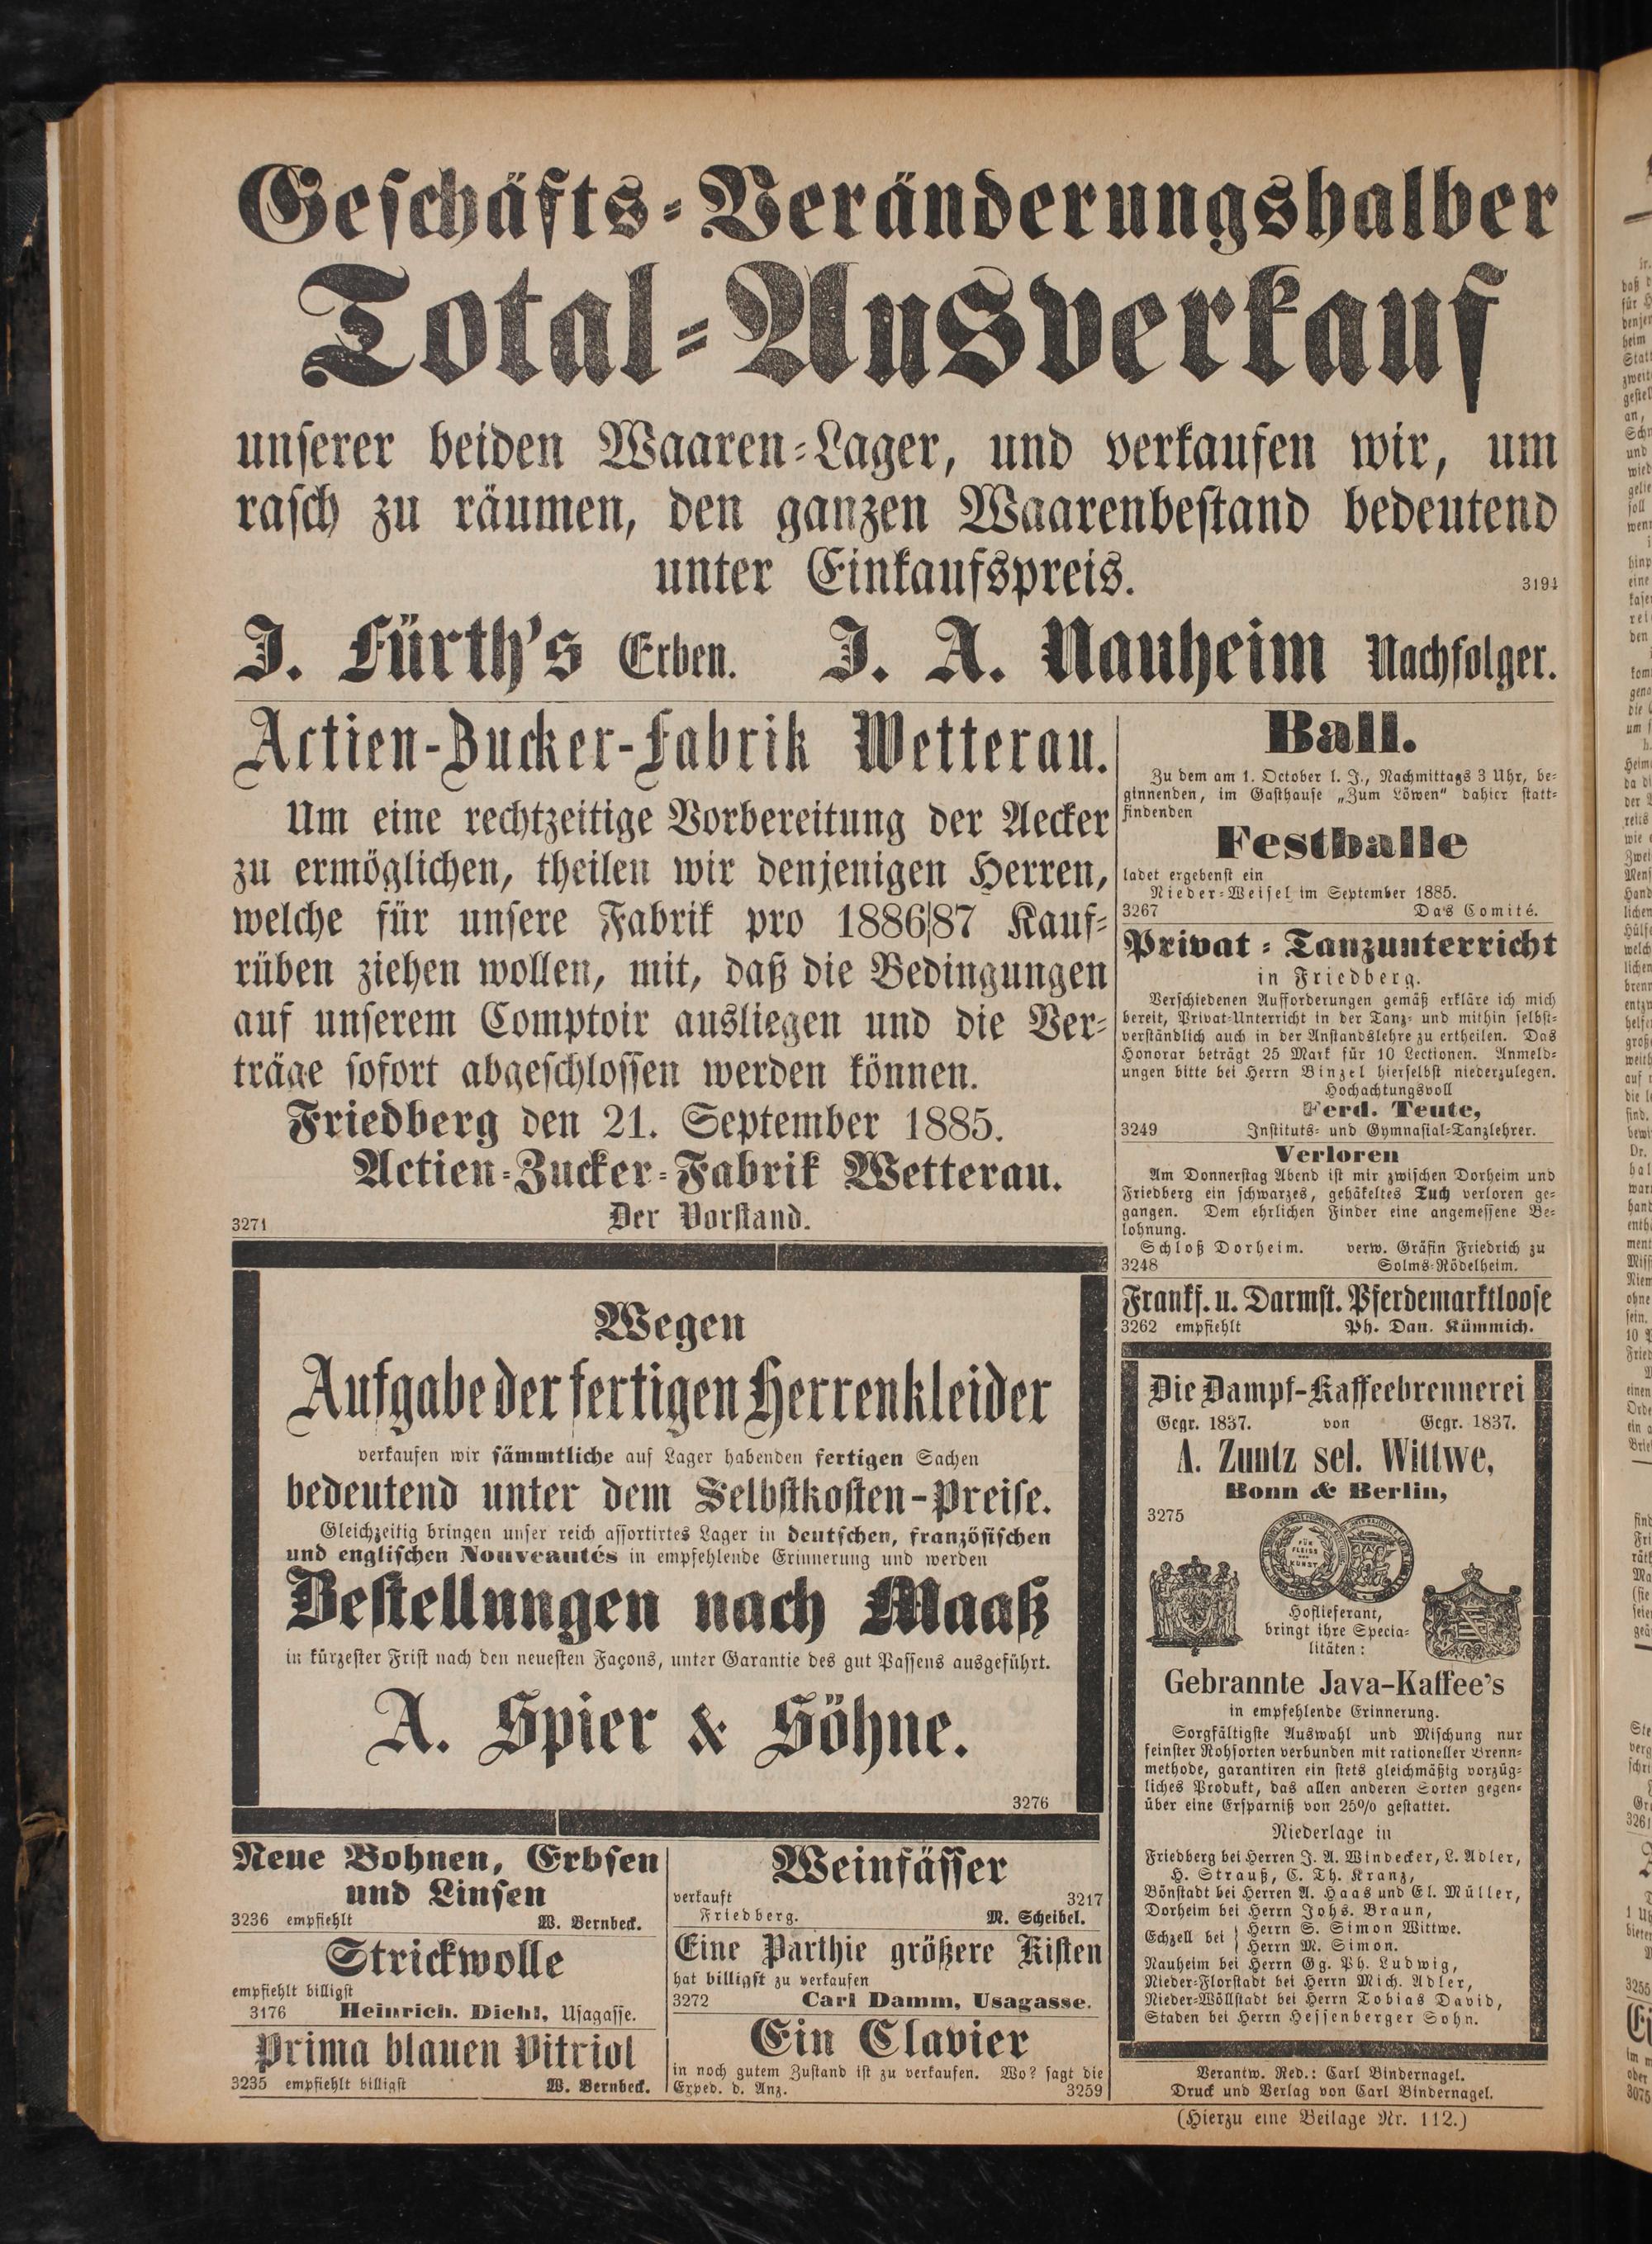 Geschäfts-Veränderungshalber
Total-Ausverkauf
unserer beiden Waaren-Lager, und verkaufen wir, um
rasch zu räumen, den ganzen Waarenbestand bedeutend
unter Einkaufspreis.
3194
J. Fürth's Erben. J. A. Nauheim Nachfolger.
Actien-Zucker-Fabrik Wetterau.
Um eine rechtzeitige Vorbereitung der Aecker
zu ermöglichen, theilen wir denjenigen Herren,
welche für unsere Fabrik pro 1886|87 Kauf-
rüben ziehen wollen, mit, daß die Bedingungen
auf unserem Comptoir ausliegen und die Ver-
träge sofort abgeschlossen werden können.
Friedberg den 21. September 1885.
Actien-Zucker-Fabrik Wetterau.
3271 Der Vorstand.
Wegen
Aufgabe der fertigen Herrenkleider
verkaufen wir sämmtliche auf Lager habenden fertigen Sachen
bedeutend unter dem Selbstkosten-Preise.
Gleichzeitig bringen unser reich assortirtes Lager in deutschen, französischen
und englischen Nouveautés in empfehlende Erinnerung und werden
Bestellungen nach Maaß
in kürzester Frist nach den neuesten Façons, unter Garantie des gut Passens ausgeführt.
A. Spier & Söhne.
3276
Neue Bohnen, Erbsen
und Linsen
3236 empfiehlt W. Bernbeck.
Strickwolle
empfiehlt billigst
3176 Heinrich. Diehl, Usagasse.
Prima blauen Vitriol
3235 empfiehlt billigst W. Bernbeck.
Weinfässer
verkauft 3217
Friedberg. M. Scheibel.
Eine Parthie größere Kisten
hat billigst zu verkaufen
3272 Carl Damm, Usagasse.
Ein Clavier
in noch gutem Zustand ist zu verkaufen. Wo? sagt die
Exped. d. Anz. 3259
Ball.
Zu dem am 1. October l. J., Nachmittags 3 Uhr, be-
ginnenden, im Gasthause „Zum Löwen“ dahier statt-
findenden
Festballe
ladet ergebenst ein
Nieder-Weisel im September 1885.
3267 Das Comité.
Privat-Tanzunterricht
in Friedberg.
Verschiedenen Aufforderungen gemäß erkläre ich mich
bereit, Privat-Unterricht in der Tanz- und mithin selbst-
verständlich auch in der Anstandslehre zu ertheilen. Das
Honorar beträgt 25 Mark für 10 Lectionen. Anmeld-
ungen bitte bei Herrn Binzel hierselbst niederzulegen.
Hochachtungsvoll
Ferd. Teute,
3249 Instituts- und Gymnasial-Tanzlehrer.
Verloren
Am Donnerstag Abend ist mir zwischen Dorheim und
Friedberg ein schwarzes, gehäkeltes Tuch verloren ge-
gangen. Dem ehrlichen Finder eine angemessene Be-
lohnung.
Schloß Dorheim. verw. Gräfin Friedrich zu
3248 Solms-Rödelheim.
Frankf. u. Darmst. Pferdemarktloose
3262 empfiehlt Ph. Dan. Kümmich.
Die Dampf-Kaffeebrennerei
Gegr. 1837. von Gegr. 1837.
A. Zuntz sel. Wittwe,
Bonn & Berlin,
3275
FÜR
FLEISS
UND
KUNST
Hoflieferant,
bringt ihre Specia-
litäten:
Gebrannte Java-Kaffee's
in empfehlende Erinnerung.
Sorgfältigste Auswahl und Mischung nur
feinster Rohsorten verbunden mit rationeller Brenn-
methode, garantiren ein stets gleichmäßig vorzüg-
liches Produkt, das allen anderen Sorten gegen-
über eine Ersparniß von 25% gestattet.
Niederlage in
Friedberg bei Herren J. A. Windecker, L. Adler,
H. Strauß, C. Th. Kranz,
Bönstadt bei Herren A. Haas und El. Müller,
Dorheim bei Herrn Johs. Braun,
Echzell bei { Herrn S. Simon Wittwe.
Herrn M. Simon.
Nauheim bei Herrn Gg. Ph. Ludwig,
Nieder-Florstadt bei Herrn Mich. Adler,
Nieder-Wöllstadt bei Herrn Tobias David,
Staden bei Herrn Hessenberger Sohn.
Verantw. Red.: Carl Bindernagel.
Druck und Verlag von Carl Bindernagel.
(Hierzu eine Beilage Nr. 112.)